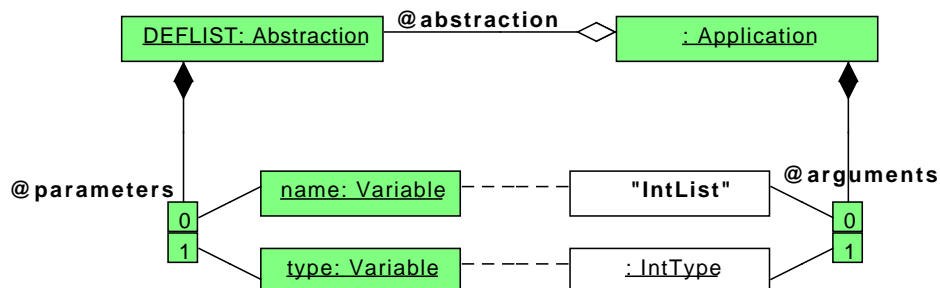 @abstraction
DEFLIST: Abstraction
: Application
@parameters
name: Variable
"IntList"
@arguments
0
0
1
type: Variable
: IntType
1